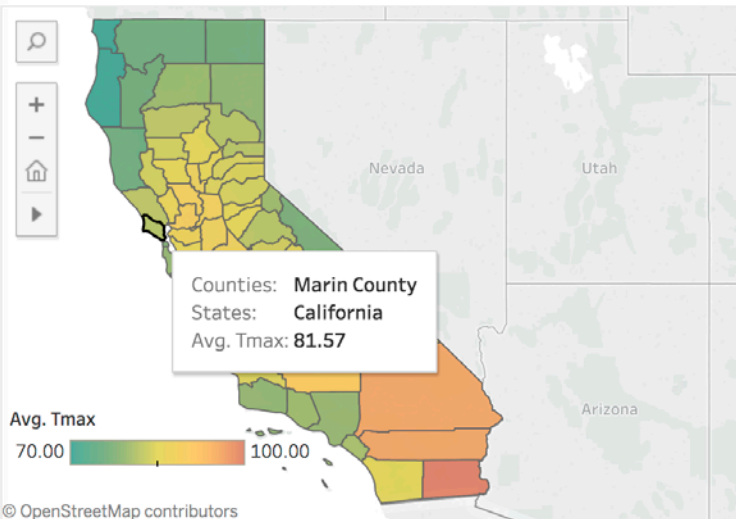 Nevada
Utah
Counties: Marin County
States: California
Avg. Tmax: 81.57
Arizona
Avg. Tmax
70.00 100.00
© OpenStreetMap contributors